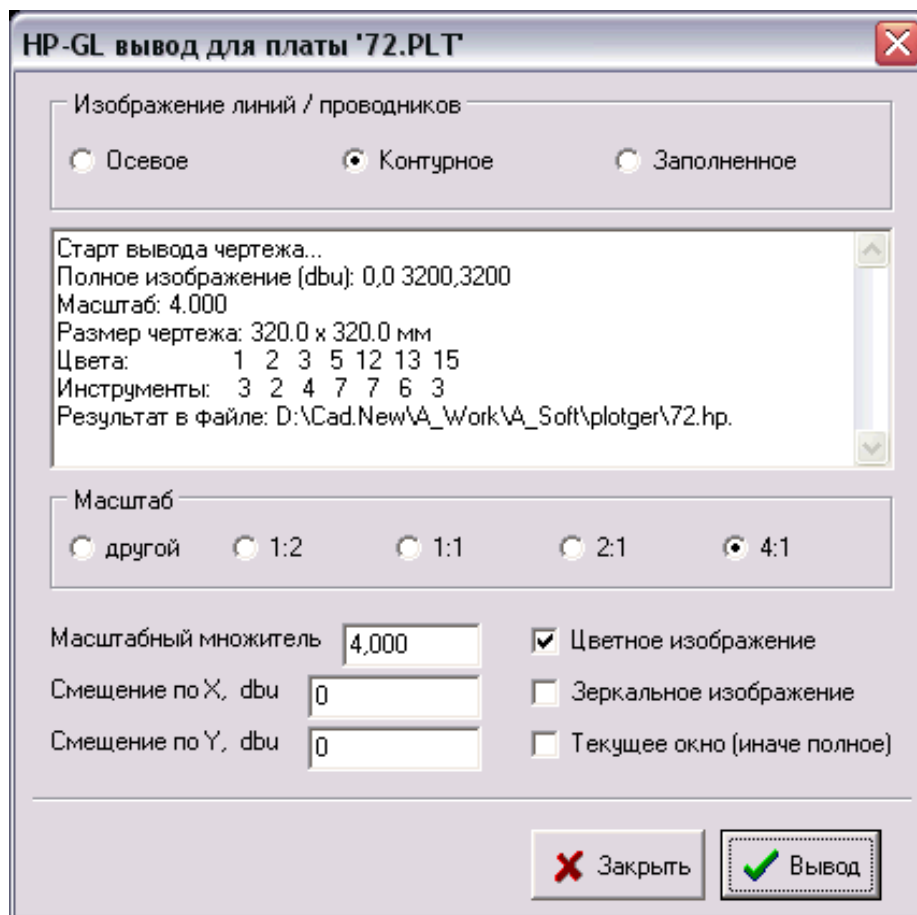 HP-GL вывод для платы '72.PLT'
Изображение линий / проводников
Осевое Контурное Заполненное
Старт вывода чертежа...
Полное изображение (dbu): 0,0 3200,3200
Масштаб: 4.000
Размер чертежа: 320.0 x 320.0 мм
Цвета: 1 2 3 5 12 13 15
Инструменты: 3 2 4 7 7 6 3
Результат в файле: D:\Cad.New\A_Work\A_Soft\plotger\72.hp.
Масштаб
другой 1:2 1:1 2:1 4:1
Масштабный множитель 4,000 Цветное изображение
Смещение по X, dbu 0 Зеркальное изображение
Смещение по Y, dbu 0 Текущее окно (иначе полное)
Закрыть Вывод